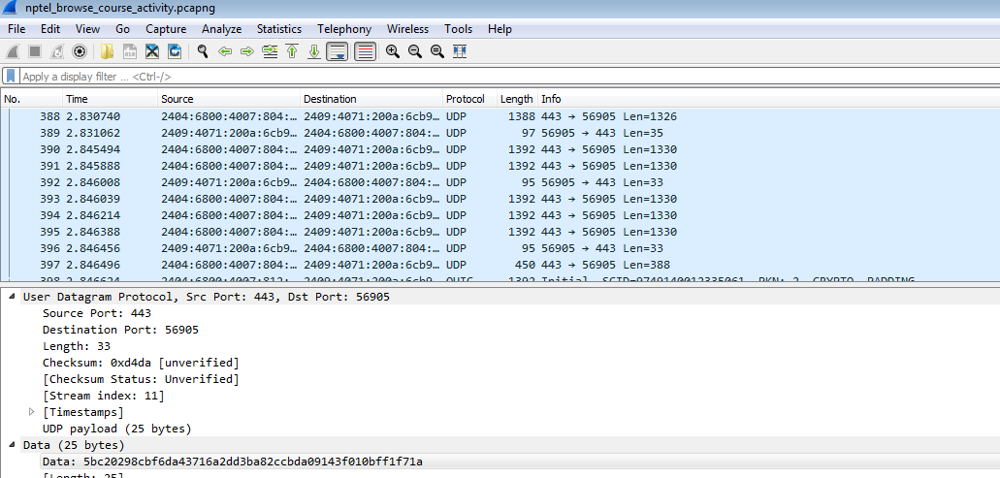 nptel_browse_course_activity.pcapng
File Edit View Go Capture Analyze Statistics Telephony Wireless Tools Help
Apply a display filter ... <Ctrl-/>
No. Time Source Destination Protocol Length Info
388 2.830740 2404:6800:4007:804:… 2409:4071:200a:6cb9… UDP 1388 443 → 56905 Len=1326
389 2.831062 2409:4071:200a:6cb9… 2404:6800:4007:804:… UDP 97 56905 → 443 Len=35
390 2.845494 2404:6800:4007:804:… 2409:4071:200a:6cb9… UDP 1392 443 → 56905 Len=1330
391 2.845888 2404:6800:4007:804:… 2409:4071:200a:6cb9… UDP 1392 443 → 56905 Len=1330
392 2.846008 2409:4071:200a:6cb9… 2404:6800:4007:804:… UDP 95 56905 → 443 Len=33
393 2.846039 2404:6800:4007:804:… 2409:4071:200a:6cb9… UDP 1392 443 → 56905 Len=1330
394 2.846214 2404:6800:4007:804:… 2409:4071:200a:6cb9… UDP 1392 443 → 56905 Len=1330
395 2.846388 2404:6800:4007:804:… 2409:4071:200a:6cb9… UDP 1392 443 → 56905 Len=1330
396 2.846456 2409:4071:200a:6cb9… 2404:6800:4007:804:… UDP 95 56905 → 443 Len=33
397 2.846496 2404:6800:4007:804:… 2409:4071:200a:6cb9… UDP 450 443 → 56905 Len=388
398 2.846624 2404:6800:4007:812:… 2409:4071:200a:6cb9… QUIC 1392 Initial, SCID=9749140012335061, PKN: 2, CRYPTO, PADDING
User Datagram Protocol, Src Port: 443, Dst Port: 56905
Source Port: 443
Destination Port: 56905
Length: 33
Checksum: 0xd4da [unverified]
[Checksum Status: Unverified]
[Stream index: 11]
[Timestamps]
UDP payload (25 bytes)
Data (25 bytes)
Data: 5bc20298cbf6da43716a2dd3ba82ccbda09143f010bff1f71a
[Length: 25]